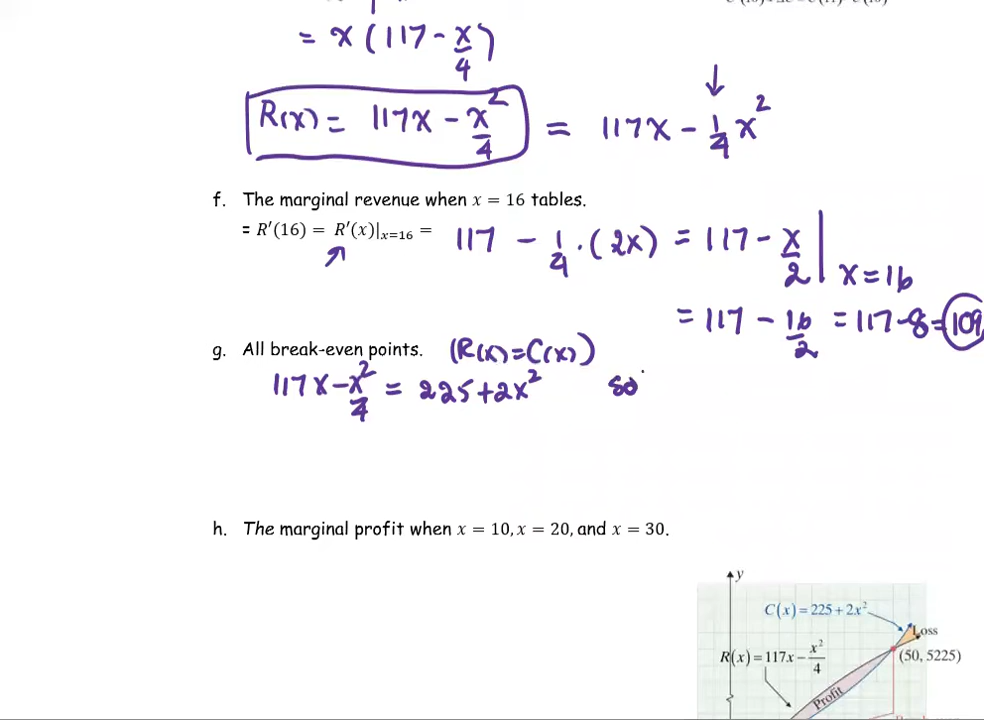 = x (117 - x/4)
R(x) = 117x - x²/4 = 117x - 1/4 x²
f. The marginal revenue when x = 16 tables.
= R′(16) = R′(x)|x=16 = 117 - 1/4 · (2x) = 117 - x/2 | x = 16
= 117 - 16/2 = 117 - 8 = 109
g. All break-even points. (R(x) = C(x))
117x - x²/4 = 225 + 2x²
h. The marginal profit when x = 10, x = 20, and x = 30.
y
C(x) = 225 + 2x²
Loss
R(x) = 117x - x²/4
(50, 5225)
Profit